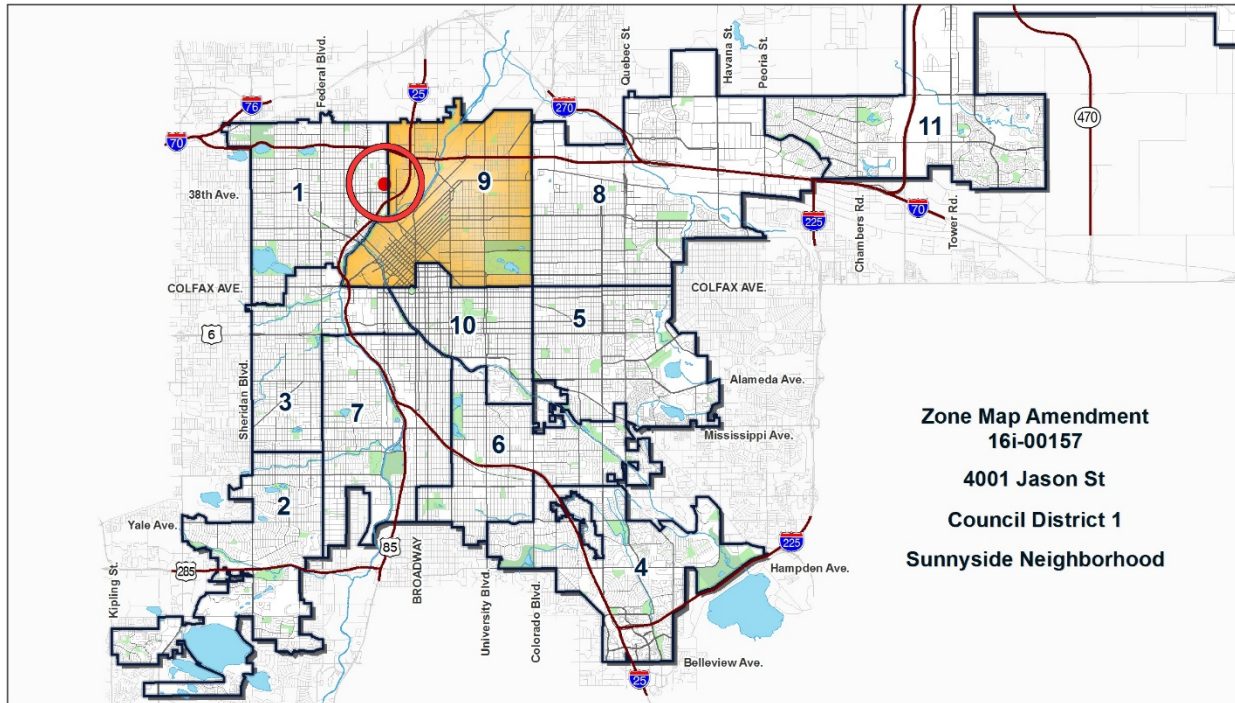 Federal Blvd.
Quebec St.
Havana St.
Peoria St.
76
25
270
70
470
11
1
9
8
38th Ave.
225
70
Chambers Rd.
Tower Rd.
COLFAX AVE.
COLFAX AVE.
6
10
5
Sheridan Blvd.
3
7
Alameda Ave.
6
Mississippi Ave.
2
Yale Ave.
85
285
225
4
Hampden Ave.
Kipling St.
BROADWAY
University Blvd.
Colorado Blvd.
Belleview Ave.
25
Zone Map Amendment
16i-00157
4001 Jason St
Council District 1
Sunnyside Neighborhood